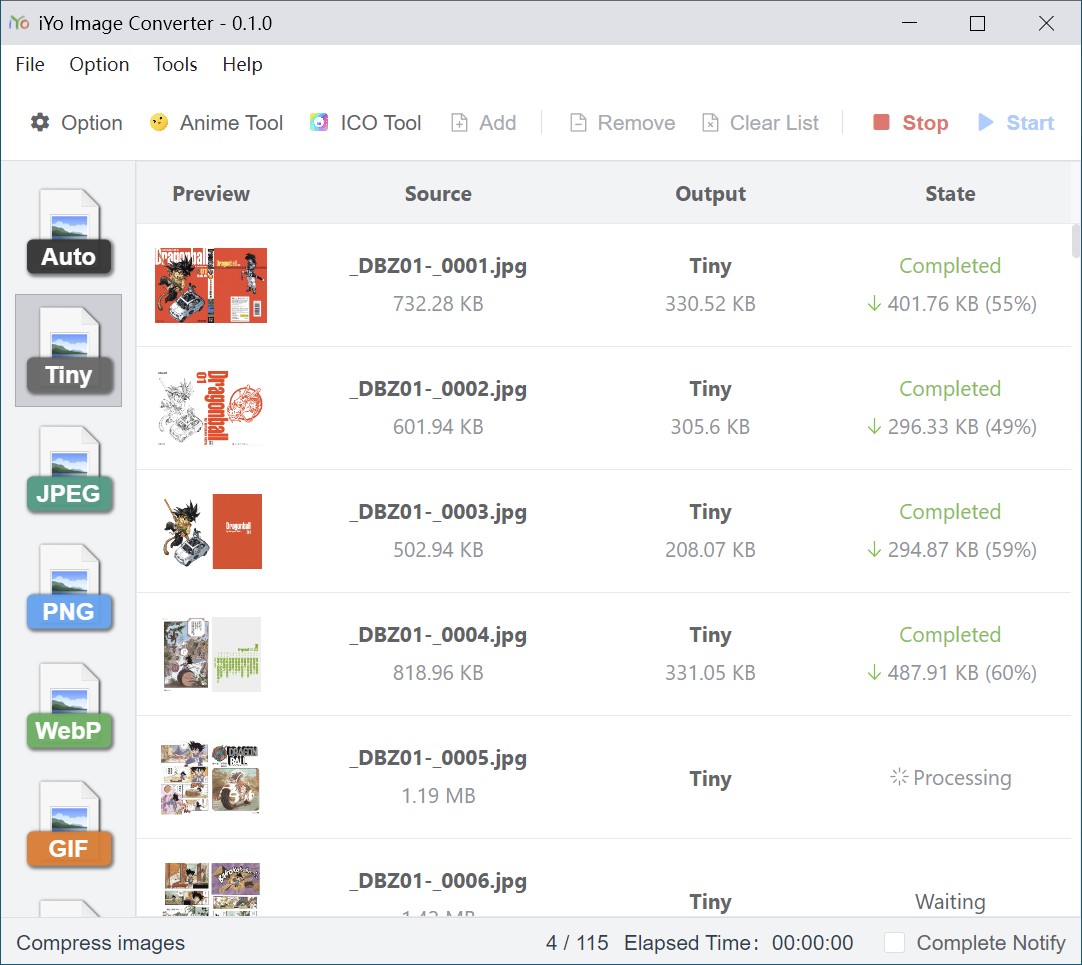 iYo Image Converter - 0.1.0
File Option Tools Help
Option Anime Tool ICO Tool Add Remove Clear List Stop Start
Preview Source Output State
Auto
Tiny
JPEG
PNG
WebP
GIF
_DBZ01-_0001.jpg Tiny Completed
732.28 KB 330.52 KB 401.76 KB (55%)
_DBZ01-_0002.jpg Tiny Completed
601.94 KB 305.6 KB 296.33 KB (49%)
Dragonball
01
_DBZ01-_0003.jpg Tiny Completed
502.94 KB 208.07 KB 294.87 KB (59%)
Dragonball
_DBZ01-_0004.jpg Tiny Completed
818.96 KB 331.05 KB 487.91 KB (60%)
_DBZ01-_0005.jpg
1.19 MB
Tiny Processing
DRAGON
BALL
_DBZ01-_0006.jpg
Tiny Waiting
Compress images 4 / 115 Elapsed Time: 00:00:00 Complete Notify